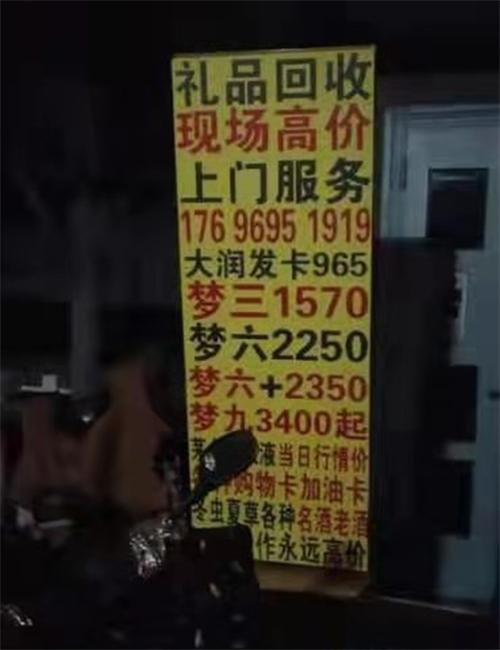 礼品回收
现场高价
上门服务
176 9695 1919
大润发卡965
梦三1570
梦六2250
梦六+2350
梦九3400起
茅 液当日行情价
购物卡加油卡
冬虫夏草各种名酒老酒
作永远高价